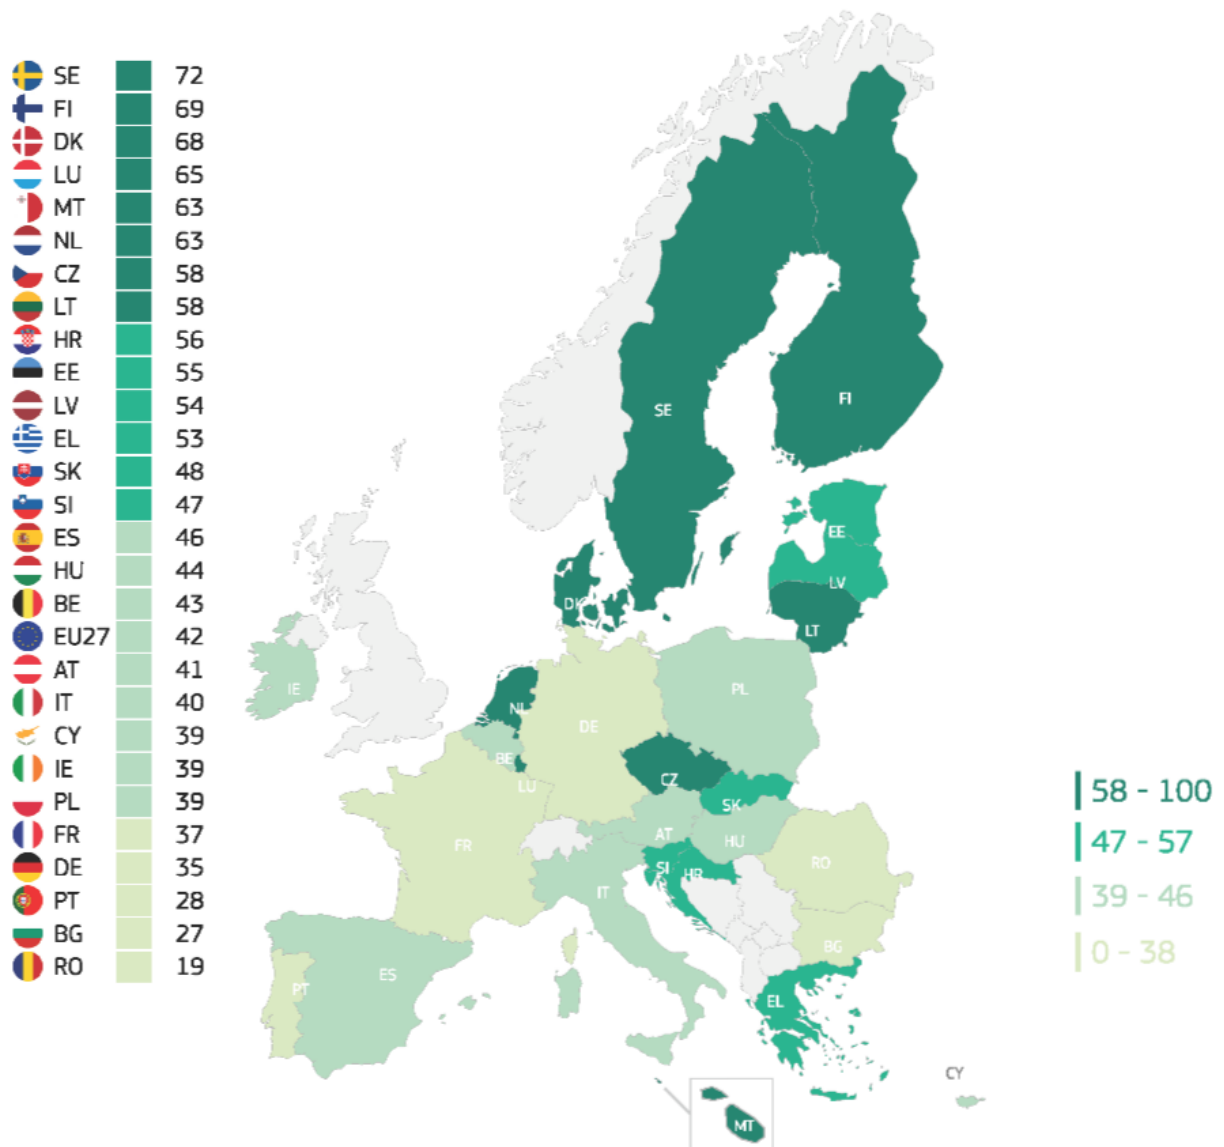 SE 72
FI 69
DK 68
LU 65
MT 63
NL 63
CZ 58
LT 58
HR 56
EE 55
LV 54
EL 53
SK 48
SI 47
ES 46
HU 44
BE 43
EU27 42
AT 41
IT 40
CY 39
IE 39
PL 39
FR 37
DE 35
PT 28
BG 27
RO 19
SE
FI
EE
LV
DK
LT
IE
PL
NL
DE
BE
CZ
LU
SK
AT
HU
FR
RO
SI
HR
IT
BG
ES
PT
EL
CY
MT
58 - 100
47 - 57
39 - 46
0 - 38